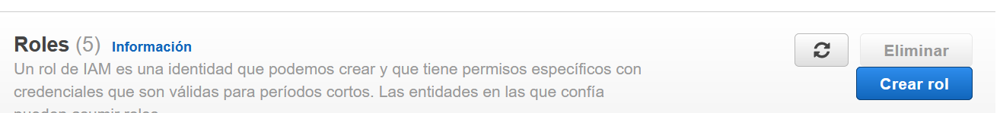 Roles (5) Información
Eliminar
Un rol de IAM es una identidad que podemos crear y que tiene permisos específicos con
Crear rol
credenciales que son válidas para períodos cortos. Las entidades en las que confía
pueden asumir roles.